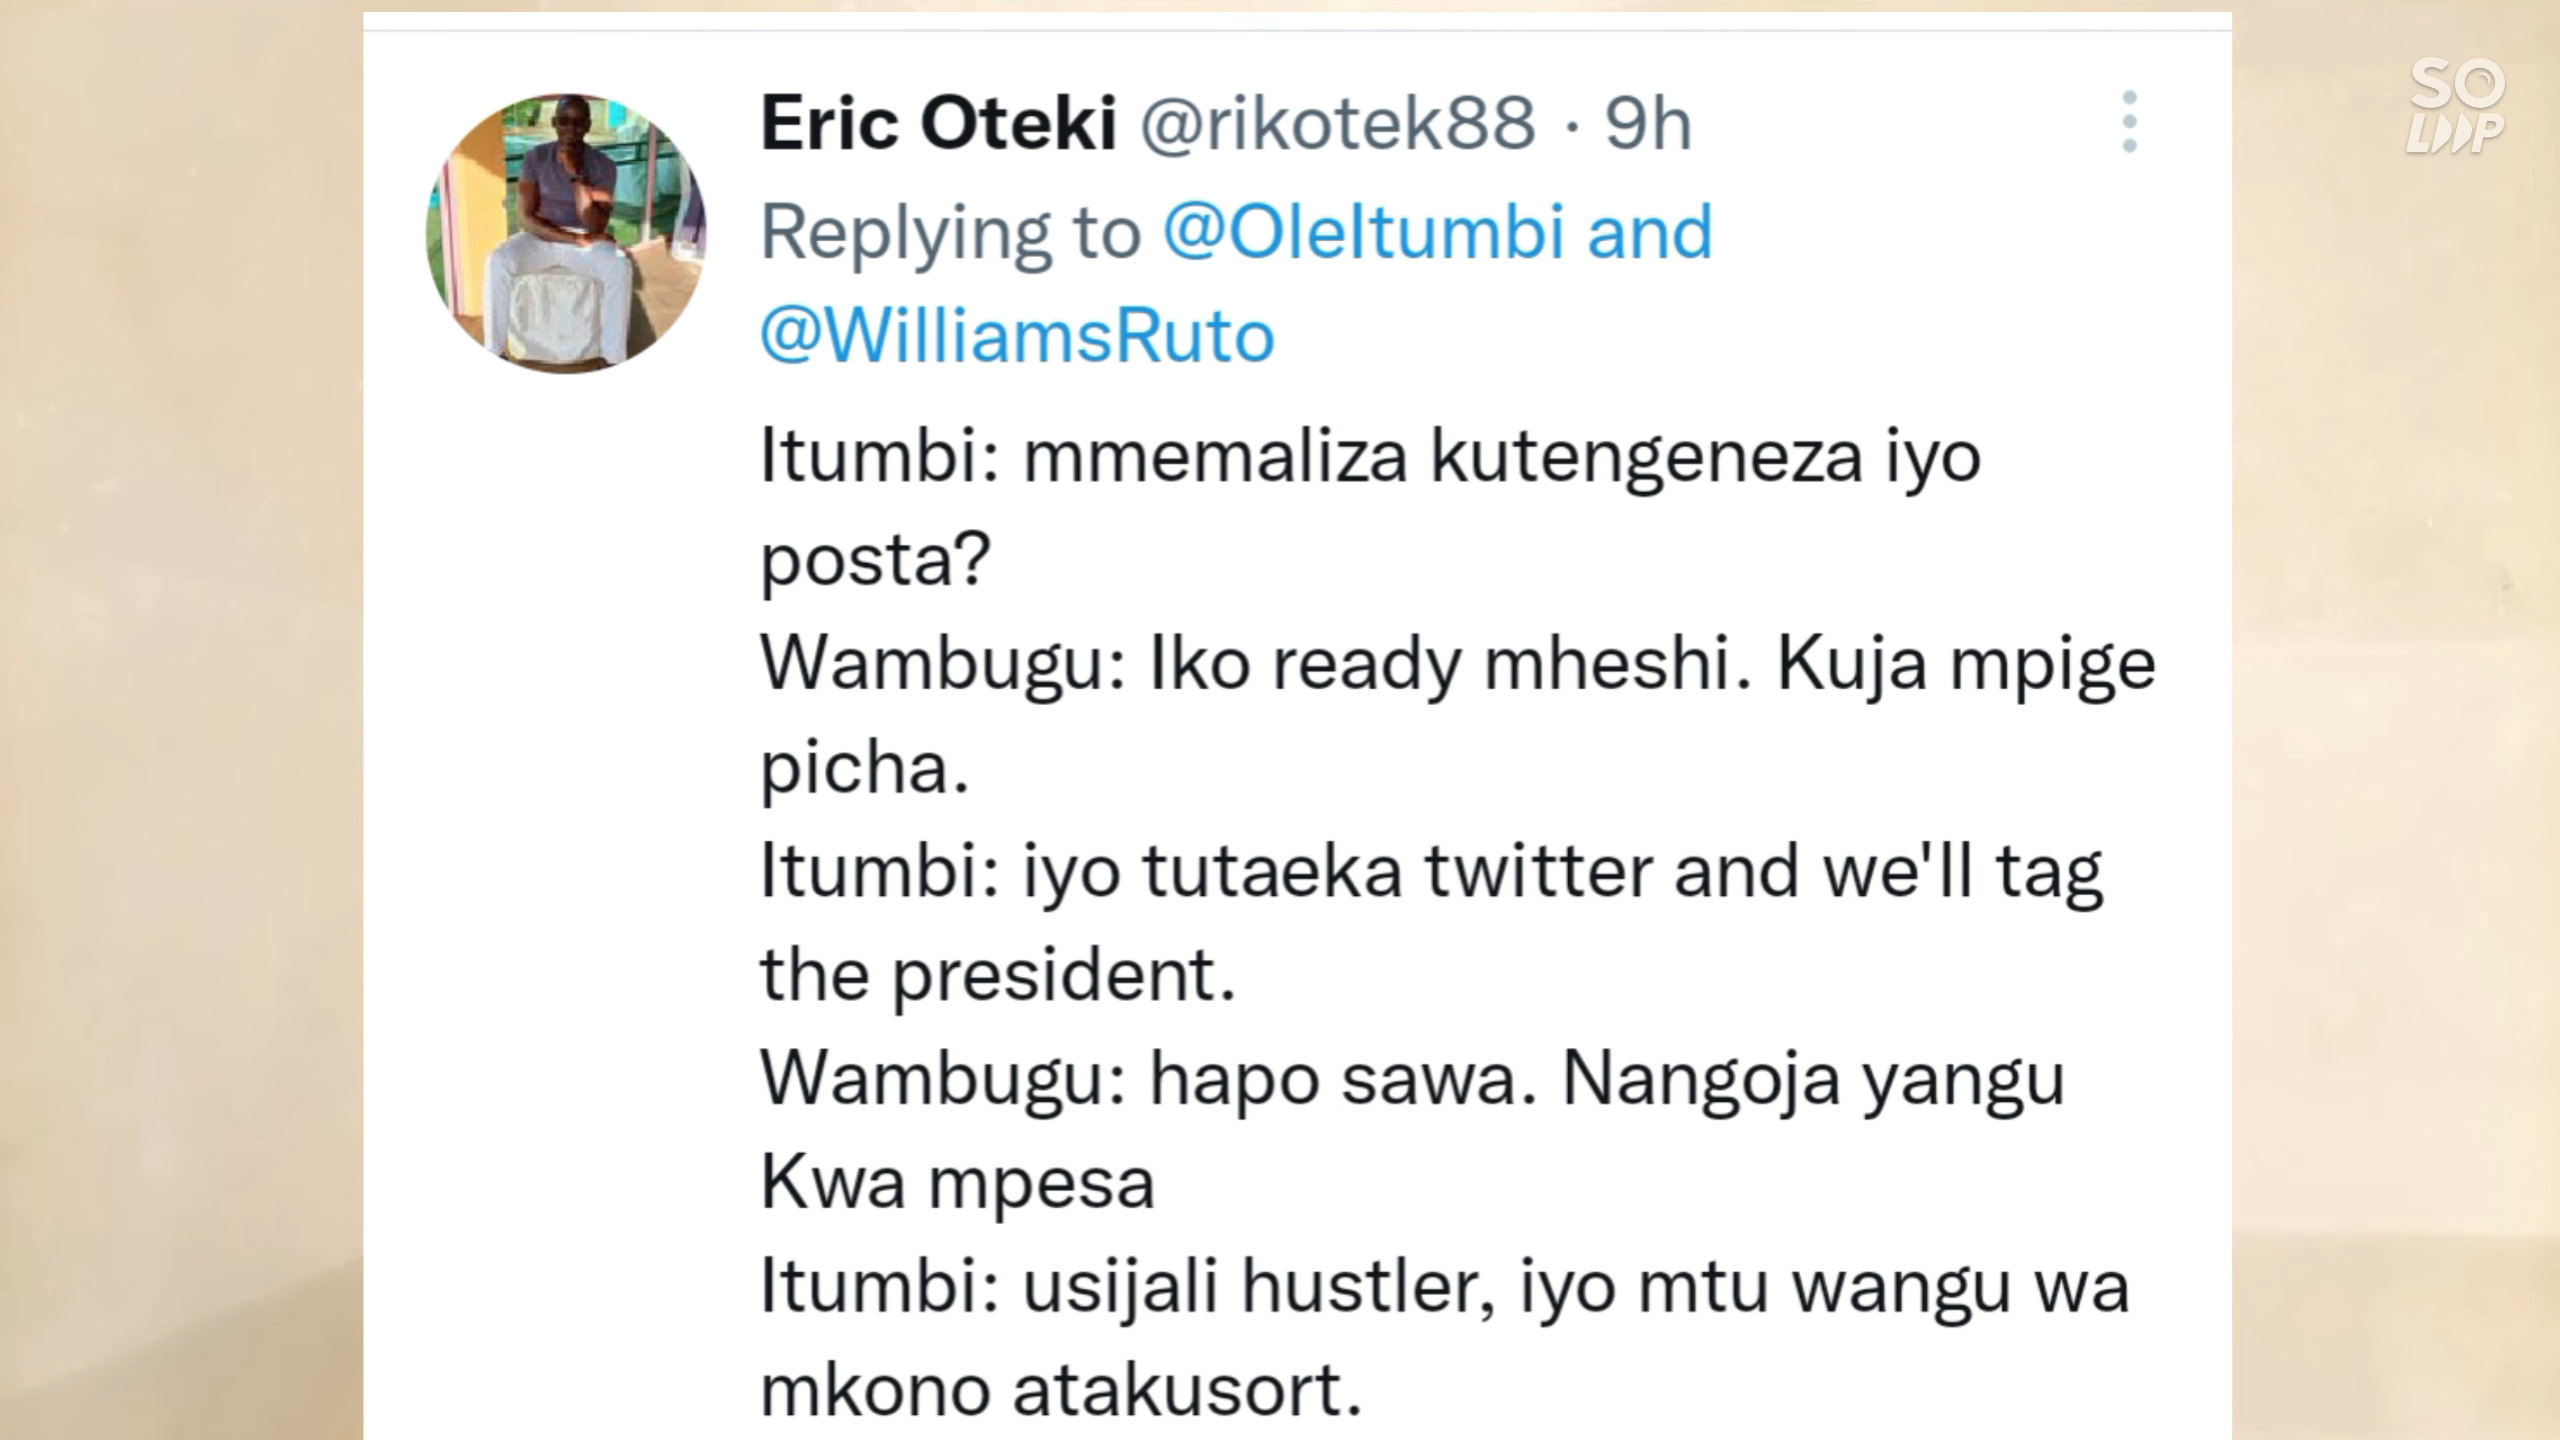 Eric Oteki @rikotek88 · 9h
Replying to @OleItumbi and
@WilliamsRuto
Itumbi: mmemaliza kutengeneza iyo
posta?
Wambugu: Iko ready mheshi. Kuja mpige
picha.
Itumbi: iyo tutaeka twitter and we'll tag
the president.
Wambugu: hapo sawa. Nangoja yangu
Kwa mpesa
Itumbi: usijali hustler, iyo mtu wangu wa
mkono atakusort.
SO
LOOP